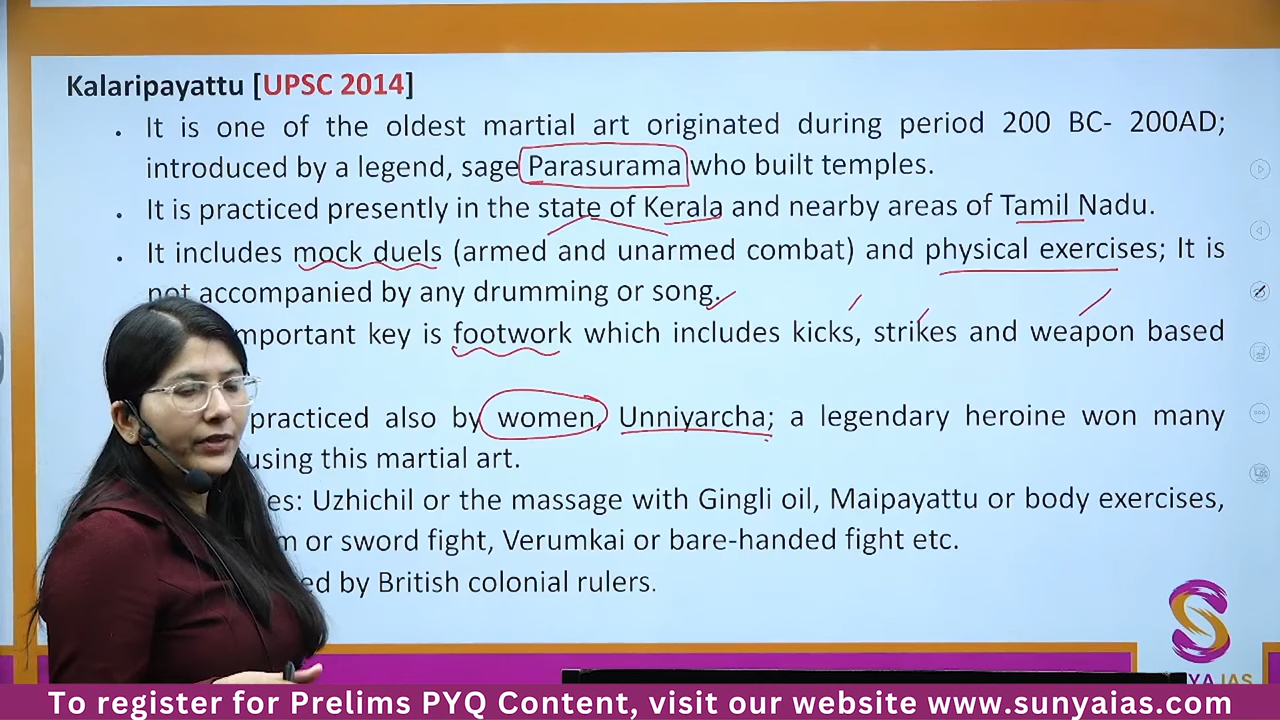 Kalaripayattu [UPSC 2014]
It is one of the oldest martial art originated during period 200 BC- 200AD;
introduced by a legend, sage Parasurama who built temples.
It is practiced presently in the state of Kerala and nearby areas of Tamil Nadu.
It includes mock duels (armed and unarmed combat) and physical exercises; It is
not accompanied by any drumming or song.
important key is footwork which includes kicks, strikes and weapon based
practiced also by women, Unniyarcha; a legendary heroine won many
using this martial art.
Uzhichil or the massage with Gingli oil, Maipayattu or body exercises,
or sword fight, Verumkai or bare-handed fight etc.
by British colonial rulers.
S
IAS
To register for Prelims PYQ Content, visit our website www.sunyaias.com